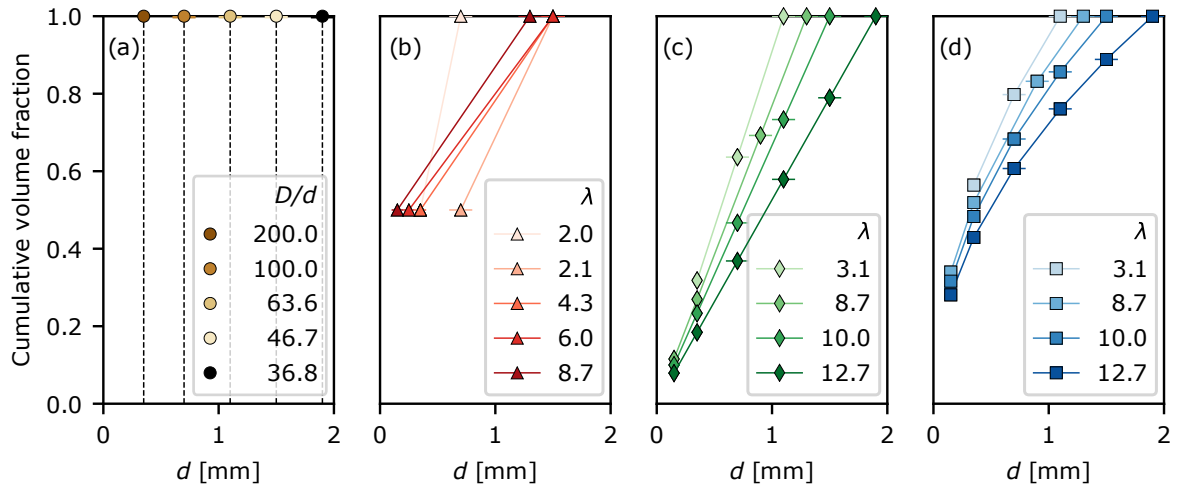 Cumulative volume fraction
1.0
0.8
0.6
0.4
0.2
0.0
(a)
D/d
200.0
100.0
63.6
46.7
36.8
0
1
2
d [mm]
(b)
λ
2.0
2.1
4.3
6.0
8.7
0
1
2
d [mm]
(c)
λ
3.1
8.7
10.0
12.7
0
1
2
d [mm]
(d)
λ
3.1
8.7
10.0
12.7
0
1
2
d [mm]